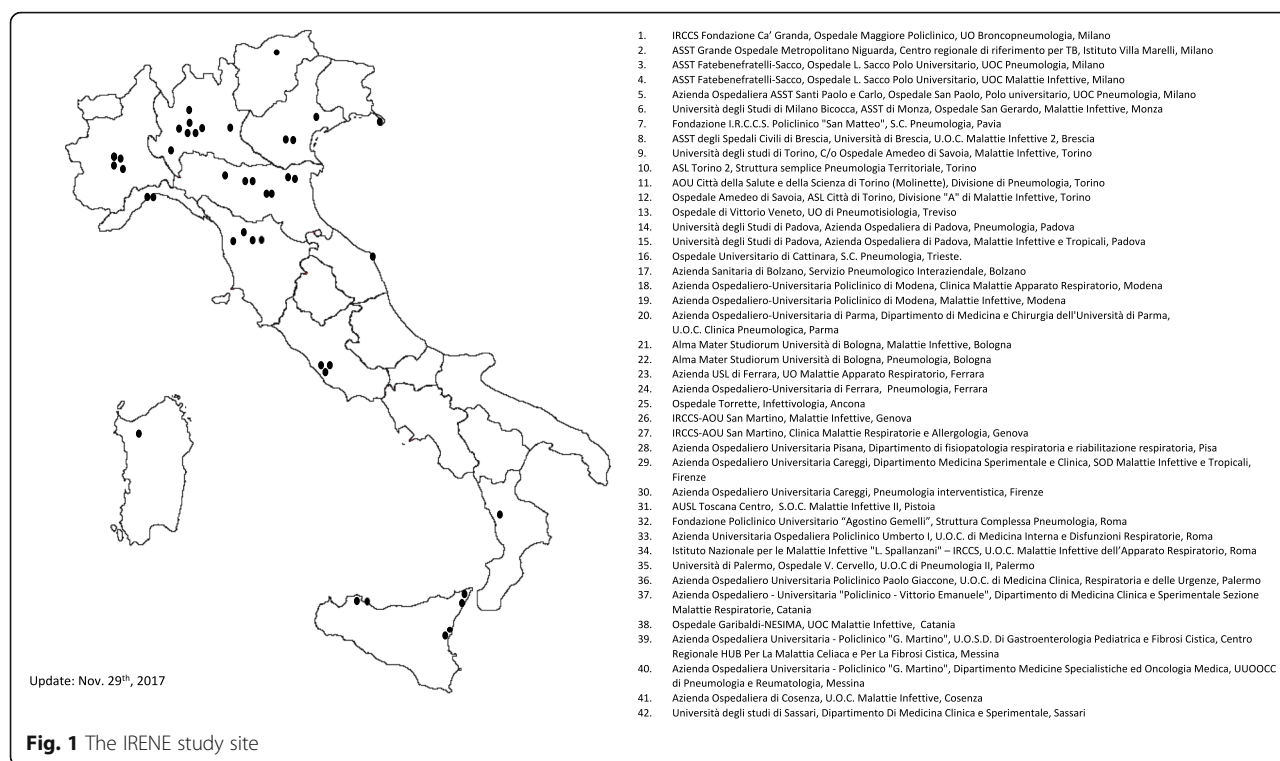 1. IRCCS Fondazione Ca' Granda, Ospedale Maggiore Policlinico, UO Broncopneumologia, Milano
2. ASST Grande Ospedale Metropolitano Niguarda, Centro regionale di riferimento per TB, Istituto Villa Marelli, Milano
3. ASST Fatebenefratelli-Sacco, Ospedale L. Sacco Polo Universitario, UOC Pneumologia, Milano
4. ASST Fatebenefratelli-Sacco, Ospedale L. Sacco Polo Universitario, UOC Malattie Infettive, Milano
5. Azienda Ospedaliera ASST Santi Paolo e Carlo, Ospedale San Paolo, Polo universitario, UOC Pneumologia, Milano
6. Università degli Studi di Milano Bicocca, ASST di Monza, Ospedale San Gerardo, Malattie Infettive, Monza
7. Fondazione I.R.C.C.S. Policlinico "San Matteo", S.C. Pneumologia, Pavia
8. ASST degli Spedali Civili di Brescia, Università di Brescia, U.O.C. Malattie Infettive 2, Brescia
9. Università degli studi di Torino, C/o Ospedale Amedeo di Savoia, Malattie Infettive, Torino
10. ASL Torino 2, Struttura semplice Pneumologia Territoriale, Torino
11. AOU Città della Salute e della Scienza di Torino (Molinette), Divisione di Pneumologia, Torino
12. Ospedale Amedeo di Savoia, ASL Città di Torino, Divisione "A" di Malattie Infettive, Torino
13. Ospedale di Vittorio Veneto, UO di Pneumotisiologia, Treviso
14. Università degli Studi di Padova, Azienda Ospedaliera di Padova, Pneumologia, Padova
15. Università degli Studi di Padova, Azienda Ospedaliera di Padova, Malattie Infettive e Tropicali, Padova
16. Ospedale Universitario di Cattinara, S.C. Pneumologia, Trieste.
17. Azienda Sanitaria di Bolzano, Servizio Pneumologico Interaziendale, Bolzano
18. Azienda Ospedaliero-Universitaria Policlinico di Modena, Clinica Malattie Apparato Respiratorio, Modena
19. Azienda Ospedaliero-Universitaria Policlinico di Modena, Malattie Infettive, Modena
20. Azienda Ospedaliero-Universitaria di Parma, Dipartimento di Medicina e Chirurgia dell'Università di Parma,
U.O.C. Clinica Pneumologica, Parma
21. Alma Mater Studiorum Università di Bologna, Malattie Infettive, Bologna
22. Alma Mater Studiorum Università di Bologna, Pneumologia, Bologna
23. Azienda USL di Ferrara, UO Malattie Apparato Respiratorio, Ferrara
24. Azienda Ospedaliero-Universitaria di Ferrara, Pneumologia, Ferrara
25. Ospedale Torrette, Infettivologia, Ancona
26. IRCCS-AOU San Martino, Malattie Infettive, Genova
27. IRCCS-AOU San Martino, Clinica Malattie Respiratorie e Allergologia, Genova
28. Azienda Ospedaliero Universitaria Pisana, Dipartimento di fisiopatologia respiratoria e riabilitazione respiratoria, Pisa
29. Azienda Ospedaliero Universitaria Careggi, Dipartimento Medicina Sperimentale e Clinica, SOD Malattie Infettive e Tropicali,
Firenze
30. Azienda Ospedaliero Universitaria Careggi, Pneumologia interventistica, Firenze
31. AUSL Toscana Centro, S.O.C. Malattie Infettive II, Pistoia
32. Fondazione Policlinico Universitario "Agostino Gemelli", Struttura Complessa Pneumologia, Roma
33. Azienda Universitaria Ospedaliera Policlinico Umberto I, U.O.C. di Medicina Interna e Disfunzioni Respiratorie, Roma
34. Istituto Nazionale per le Malattie Infettive "L. Spallanzani" – IRCCS, U.O.C. Malattie Infettive dell'Apparato Respiratorio, Roma
35. Università di Palermo, Ospedale V. Cervello, U.O.C di Pneumologia II, Palermo
36. Azienda Ospedaliero Universitaria Policlinico Paolo Giaccone, U.O.C. di Medicina Clinica, Respiratoria e delle Urgenze, Palermo
37. Azienda Ospedaliero - Universitaria "Policlinico - Vittorio Emanuele", Dipartimento di Medicina Clinica e Sperimentale Sezione
Malattie Respiratorie, Catania
38. Ospedale Garibaldi-NESIMA, UOC Malattie Infettive, Catania
39. Azienda Ospedaliera Universitaria - Policlinico "G. Martino", U.O.S.D. Di Gastroenterologia Pediatrica e Fibrosi Cistica, Centro
Regionale HUB Per La Malattia Celiaca e Per La Fibrosi Cistica, Messina
40. Azienda Ospedaliera Universitaria - Policlinico "G. Martino", Dipartimento Medicine Specialistiche ed Oncologia Medica, UUOOCC
di Pneumologia e Reumatologia, Messina
41. Azienda Ospedaliera di Cosenza, U.O.C. Malattie Infettive, Cosenza
42. Università degli studi di Sassari, Dipartimento Di Medicina Clinica e Sperimentale, Sassari
Update: Nov. 29th, 2017
Fig. 1 The IRENE study site